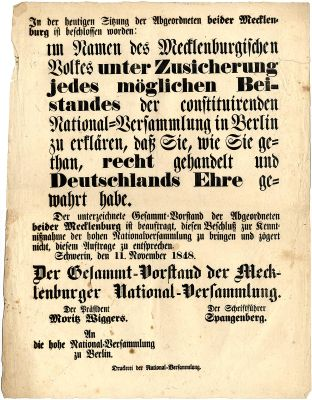 In der heutigen Sitzung der Abgeordneten beider Mecklen-
burg ist beschlossen worden:
im Namen des Mecklenburgischen
Volkes unter Zusicherung
jedes möglichen Bei-
standes der constituirenden
National-Versammlung in Berlin
zu erklären, daß Sie, wie Sie ge-
than, recht gehandelt und
Deutschlands Ehre ge-
wahrt habe.
Der unterzeichnete Gesammt-Vorstand der Abgeordneten
beider Mecklenburg ist beauftragt, diesen Beschluß zur Kennt-
nißnahme der hohen Nationalversammlung zu bringen und zögert
nicht, diesem Auftrage zu entsprechen.
Schwerin, den 11. November 1848.
Der Gesammt-Vorstand der Meck-
lenburger National-Versammlung.
Der Präsident
Moritz Wiggers.
Der Schriftführer
Spangenberg.
An
die hohe National-Versammlung
zu Berlin.
Druckerei der National-Versammlung.